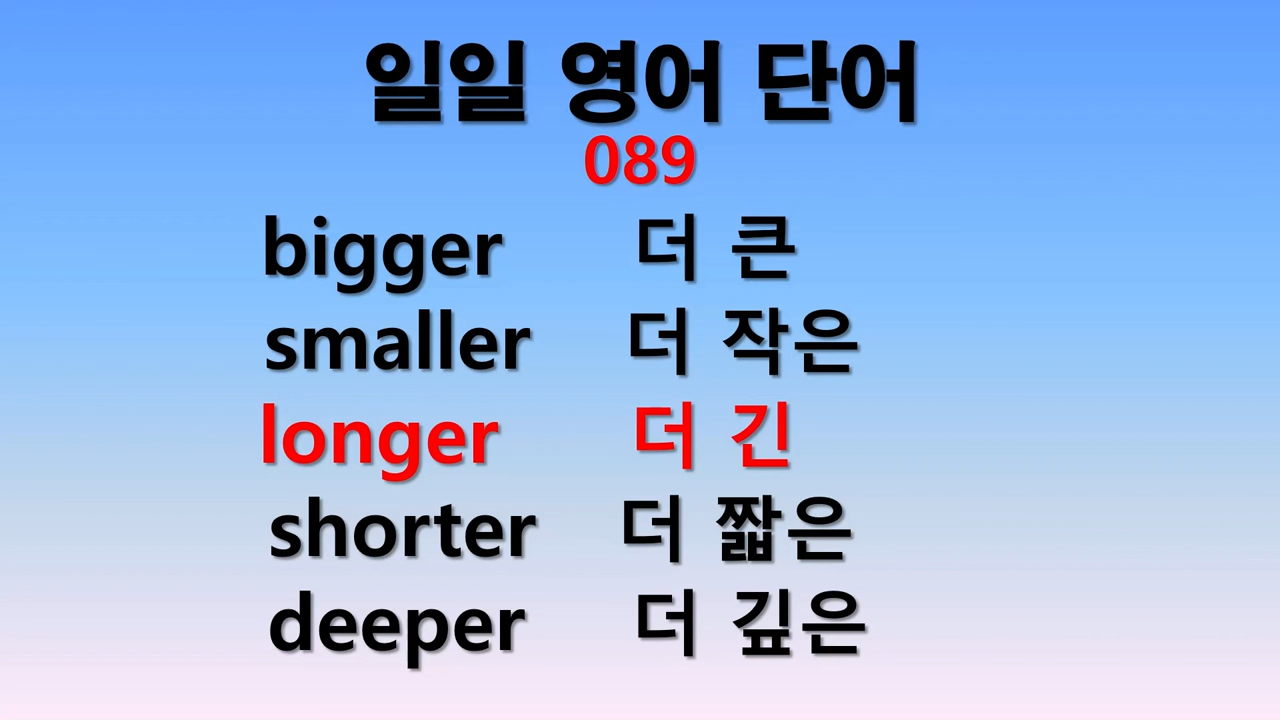 일일 영어 단어
089
bigger 더 큰
smaller 더 작은
longer 더 긴
shorter 더 짧은
deeper 더 깊은